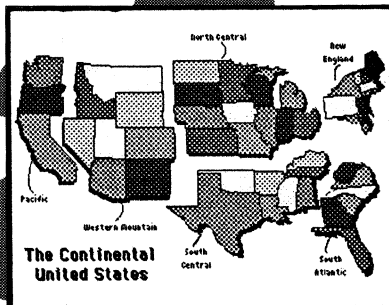 North Central
New
England
Pacific
Western Mountain
South
Central
South
Atlantic
The Continental
United States